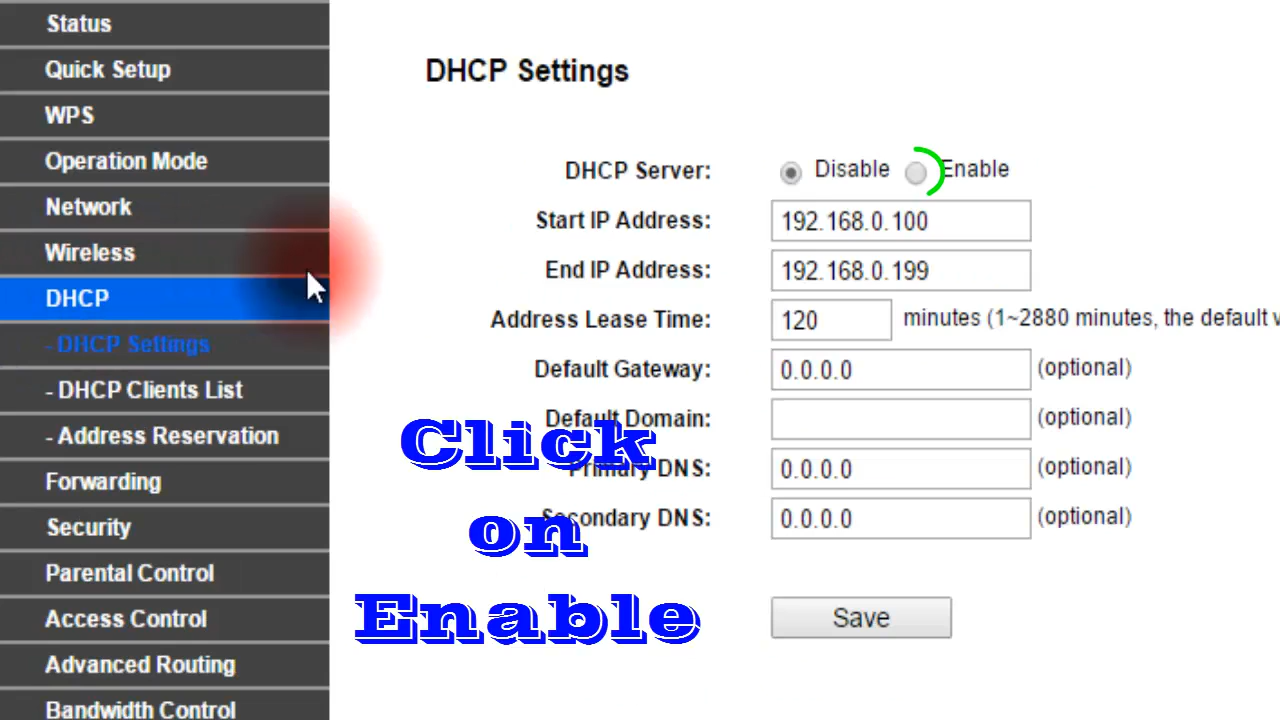 Status
Quick Setup
WPS
Operation Mode
Network
Wireless
DHCP
- DHCP Settings
- DHCP Clients List
- Address Reservation
Forwarding
Security
Parental Control
Access Control
Advanced Routing
Bandwidth Control
DHCP Settings
DHCP Server: Disable Enable
Start IP Address: 192.168.0.100
End IP Address: 192.168.0.199
Address Lease Time: 120 minutes (1~2880 minutes, the default
Default Gateway: 0.0.0.0 (optional)
Default Domain: (optional)
Primary DNS: 0.0.0.0 (optional)
Secondary DNS: 0.0.0.0 (optional)
Save
Click
on
Enable